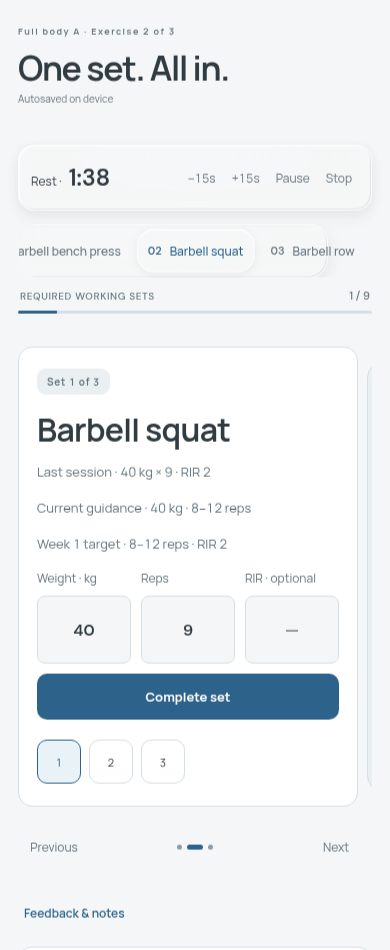 Full body A · Exercise 2 of 3
One set. All in.
Autosaved on device
Rest · 1:38 −15s +15s Pause Stop
arbell bench press 02 Barbell squat 03 Barbell row
REQUIRED WORKING SETS 1 / 9
Set 1 of 3
Barbell squat
Last session · 40 kg × 9 · RIR 2
Current guidance · 40 kg · 8–12 reps
Week 1 target · 8–12 reps · RIR 2
Weight · kg Reps RIR · optional
40 9 —
Complete set
1 2 3
Previous Next
Feedback & notes